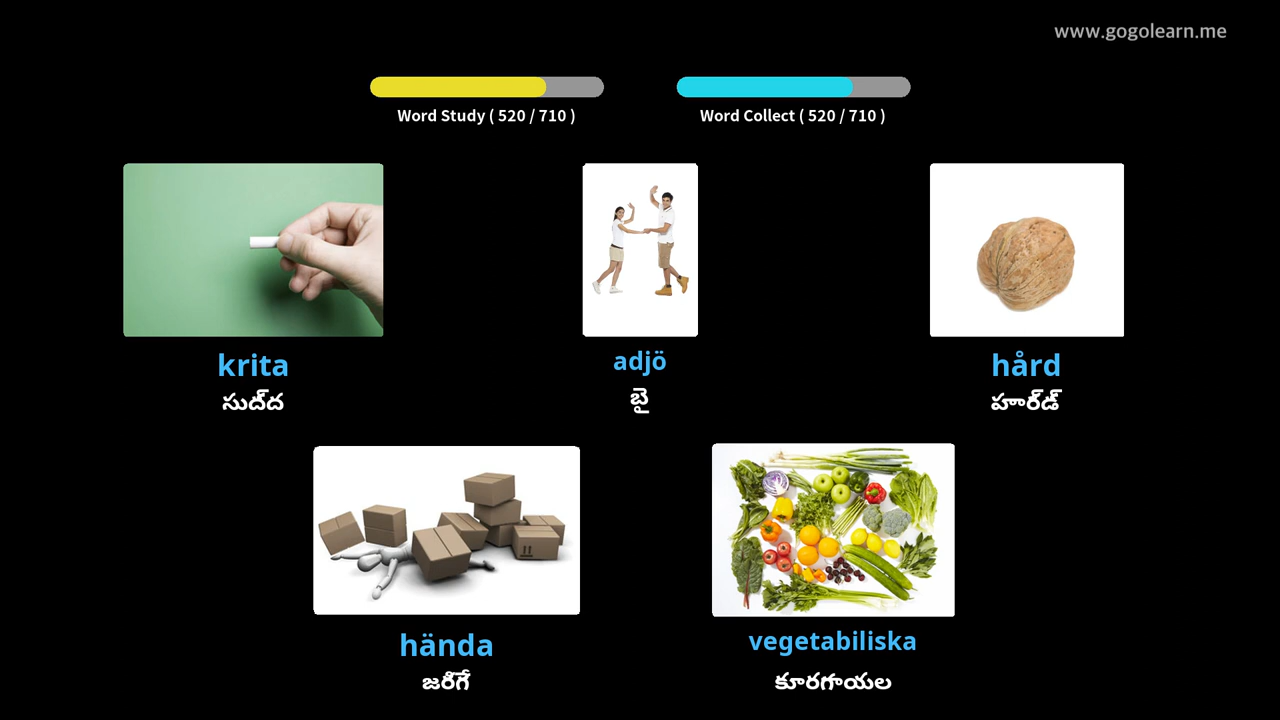 www.gogolearn.me
Word Study ( 520 / 710 )
Word Collect ( 520 / 710 )
krita
సుద్ద
adjö
బై
hård
హార్డ్
hända
జరిగే
vegetabiliska
కూరగాయల